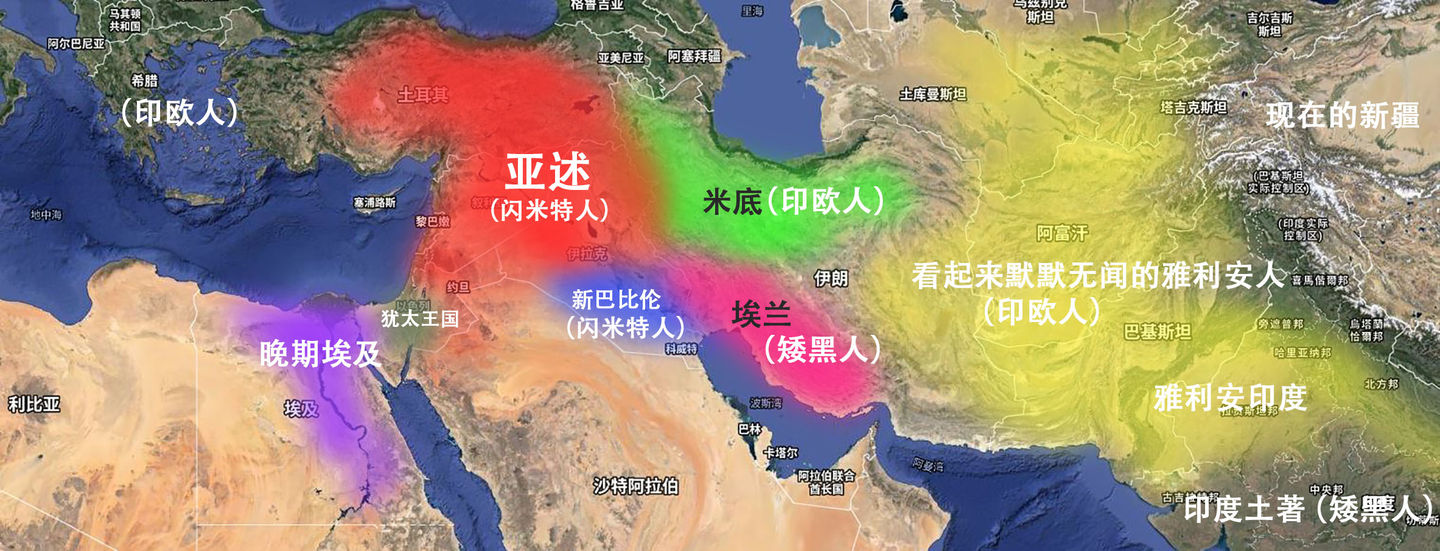 马其顿
共和国
格鲁吉亚
里海
乌兹别克
斯坦
吉尔吉斯
斯坦
阿尔巴尼亚
亚美尼亚
阿塞拜疆
希腊
(印欧人)
土耳其
土库曼斯坦
塔吉克斯坦
现在的新疆
亚述
(闪米特人)
米底(印欧人)
(巴基斯坦
实际控制区)
地中海
塞浦路斯
黎巴嫩
(印度实际
控制区)
阿富汗
伊拉克
伊朗
看起来默默无闻的雅利安人
(印欧人)
喜馬偕爾邦
约旦
以色列
犹太王国
新巴比伦
(闪米特人)
埃兰
(矮黑人)
巴基斯坦
旁遮普邦
烏塔蘭
恰爾邦
晚期埃及
科威特
哈里亚纳邦
北方邦
利比亚
埃及
波斯湾
雅利安印度
巴林
卡塔尔
阿拉伯联合
酋长国
阿曼湾
沙特阿拉伯
中央邦
印度土著(矮黑人)